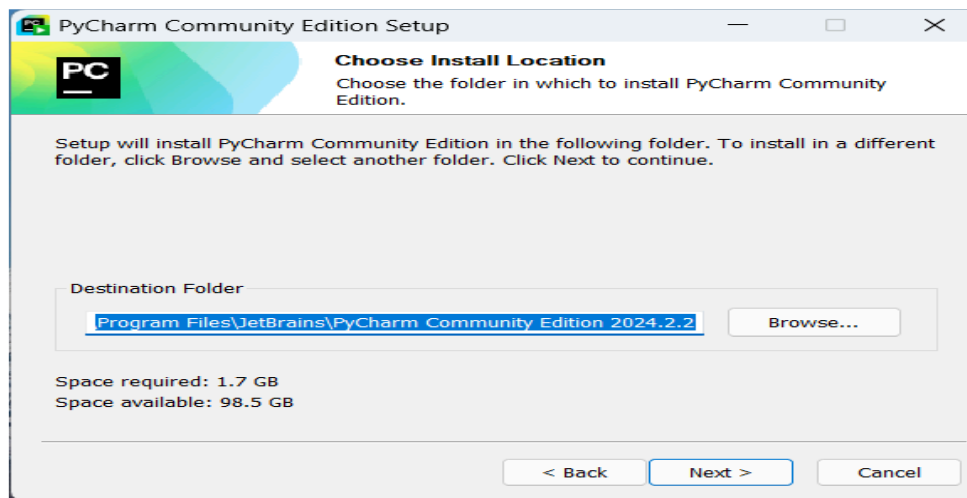 PyCharm Community Edition Setup
PC
Choose Install Location
Choose the folder in which to install PyCharm Community
Edition.
Setup will install PyCharm Community Edition in the following folder. To install in a different
folder, click Browse and select another folder. Click Next to continue.
Destination Folder
Program Files\JetBrains\PyCharm Community Edition 2024.2.2
Browse...
Space required: 1.7 GB
Space available: 98.5 GB
< Back
Next >
Cancel